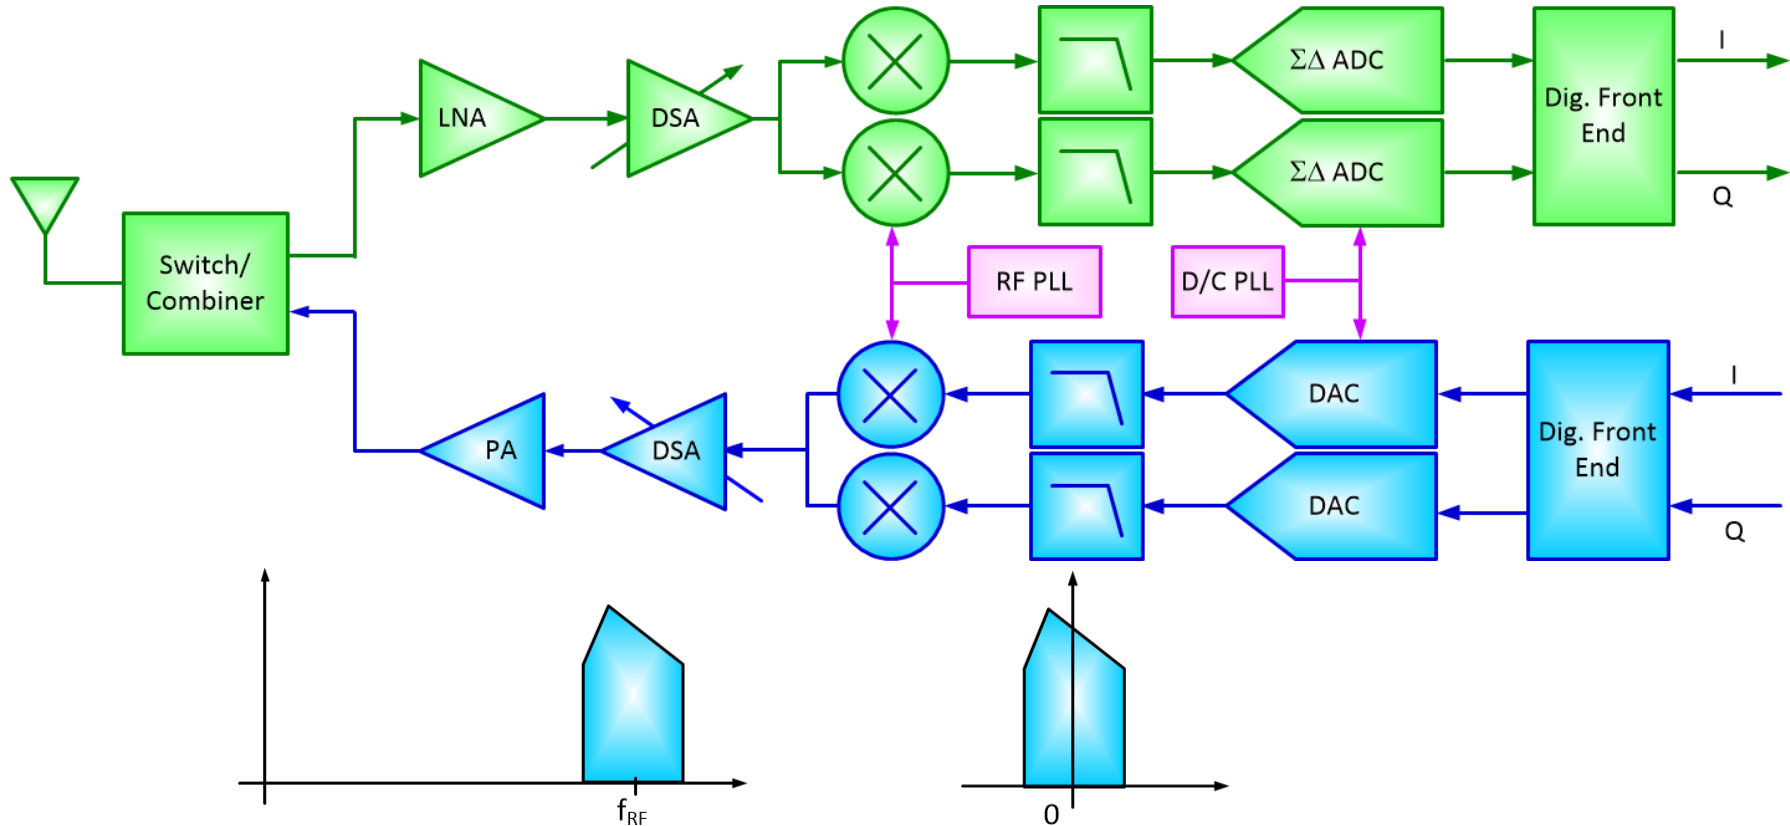 I
ΣΔ ADC
LNA
DSA
Dig. Front
End
ΣΔ ADC
Q
Switch/
Combiner
RF PLL
D/C PLL
I
DAC
Dig. Front
End
PA
DSA
DAC
Q
fRF
0